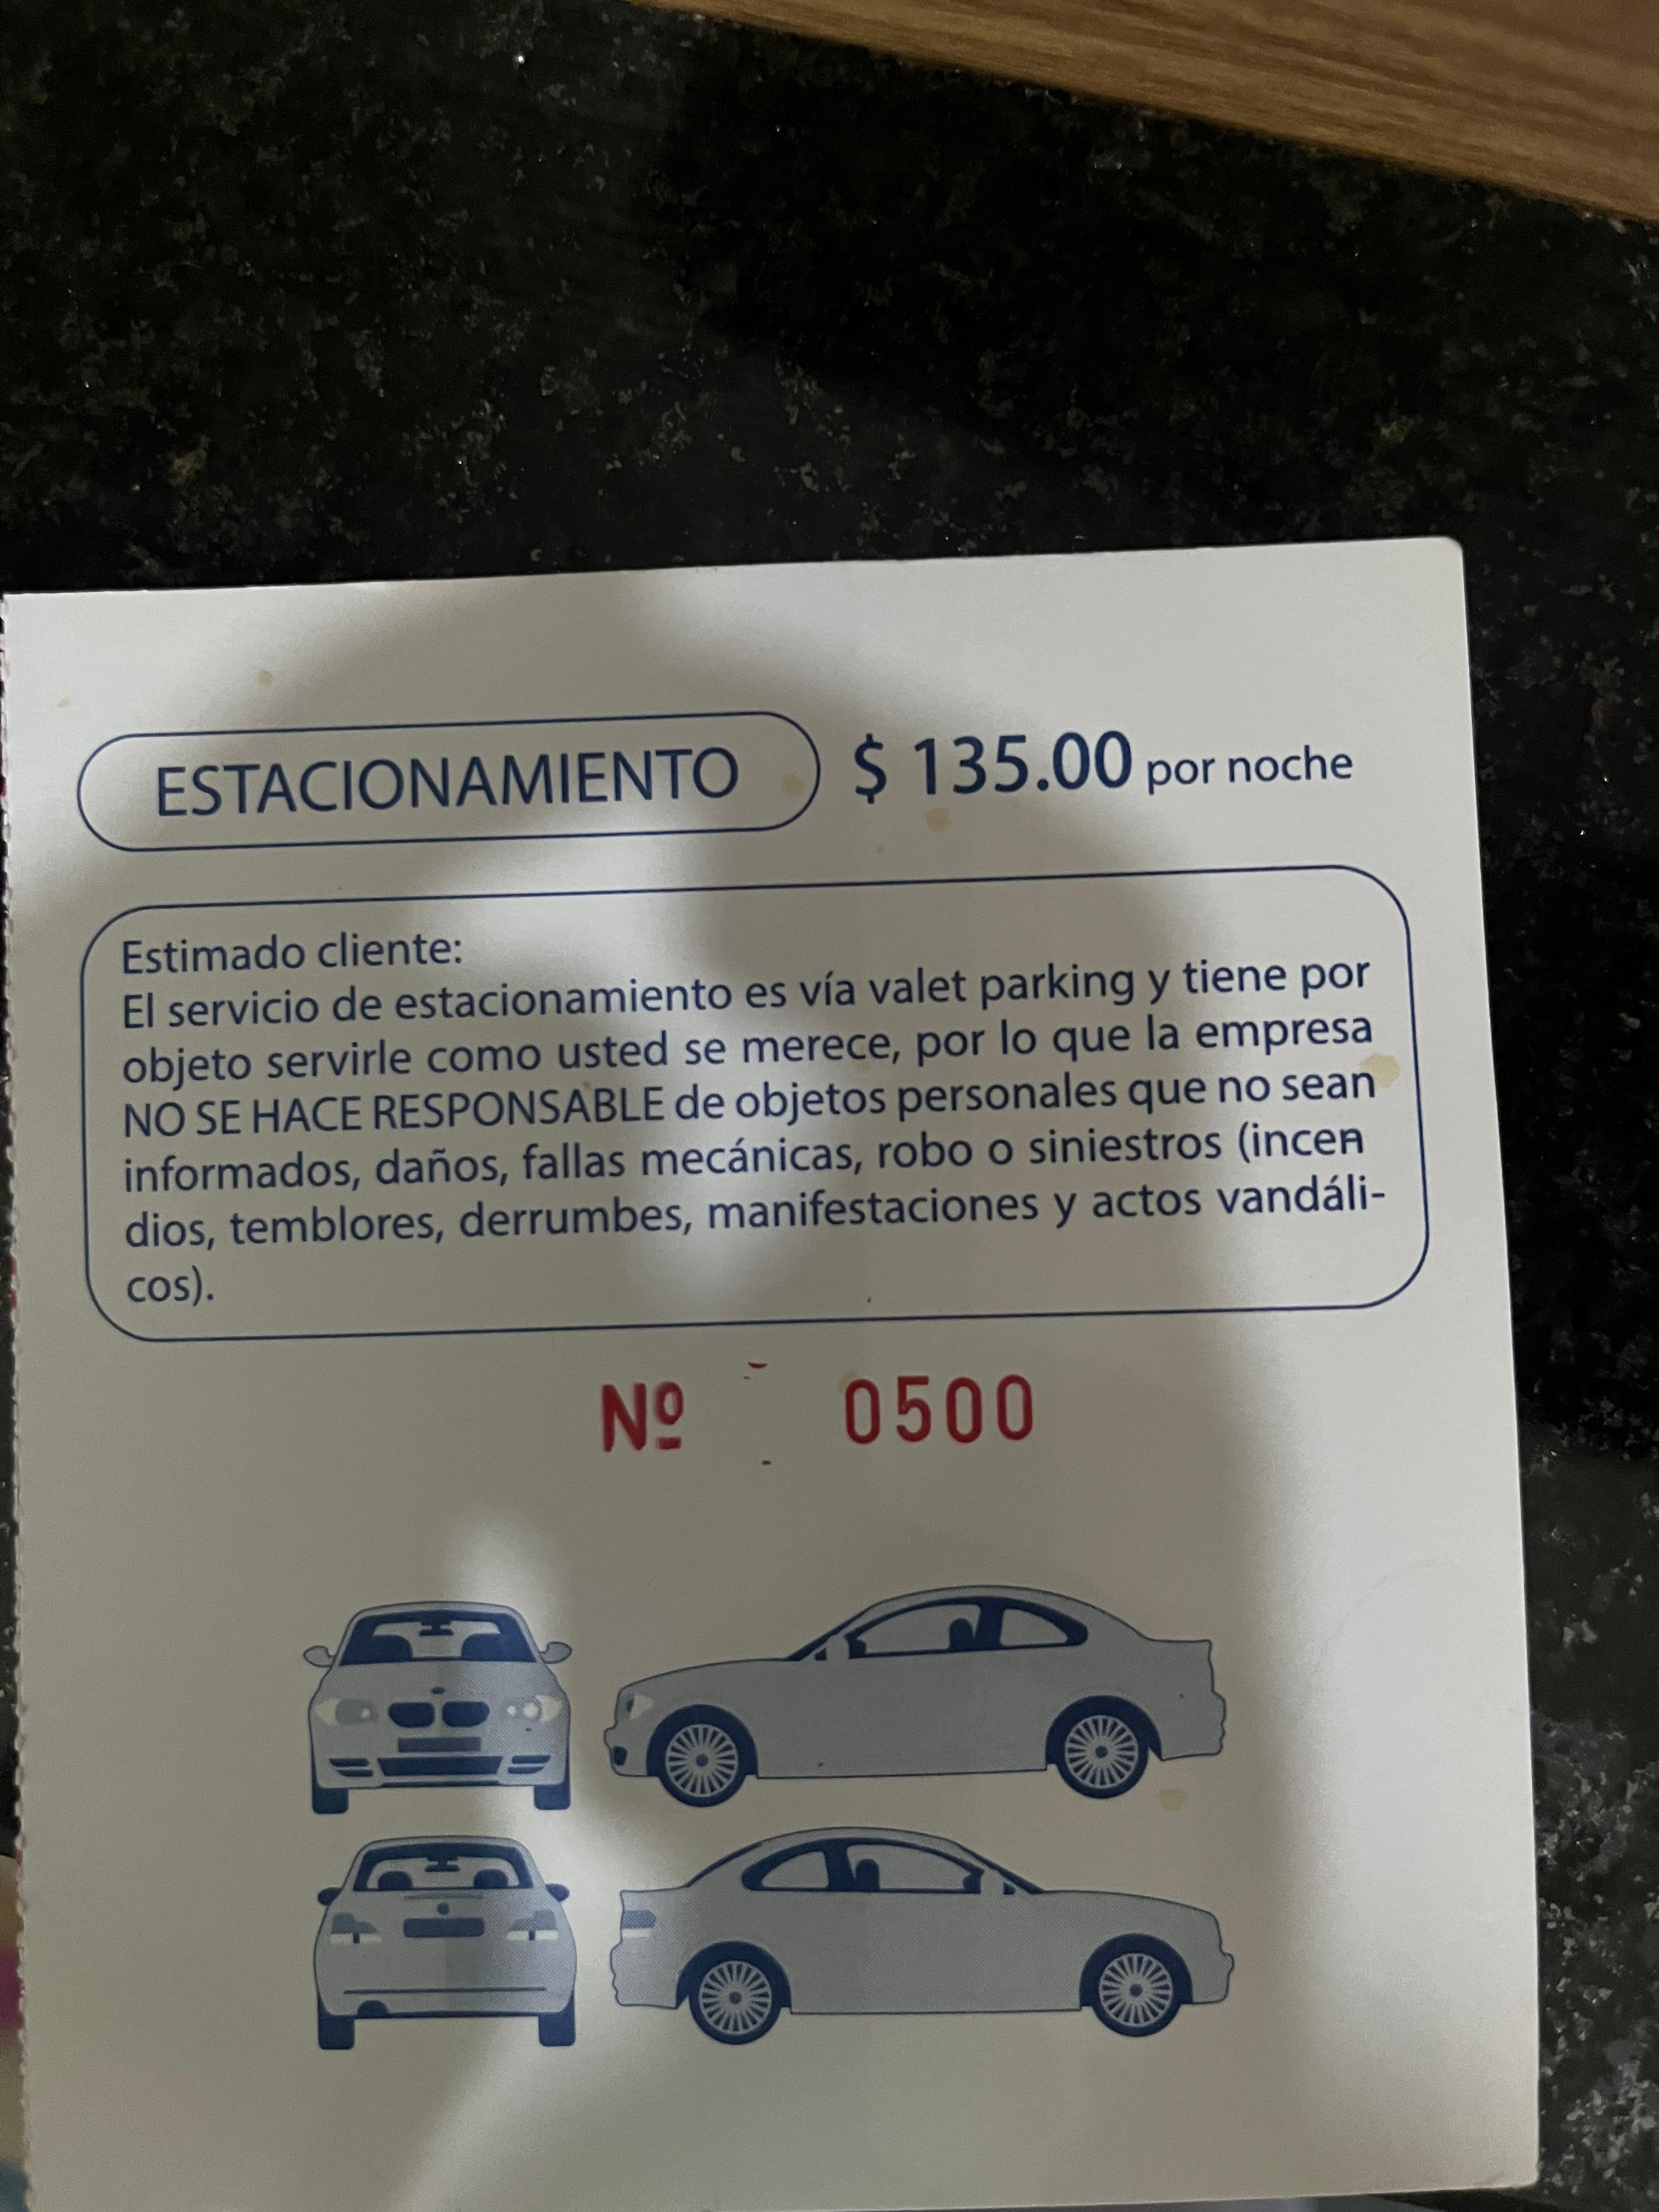 ESTACIONAMIENTO $ 135.00 por noche
Estimado cliente:
El servicio de estacionamiento es vía valet parking y tiene por
objeto servirle como usted se merece, por lo que la empresa
NO SE HACE RESPONSABLE de objetos personales que no sean
informados, daños, fallas mecánicas, robo o siniestros (incen
dios, temblores, derrumbes, manifestaciones y actos vandáli-
cos).
Nº 0500